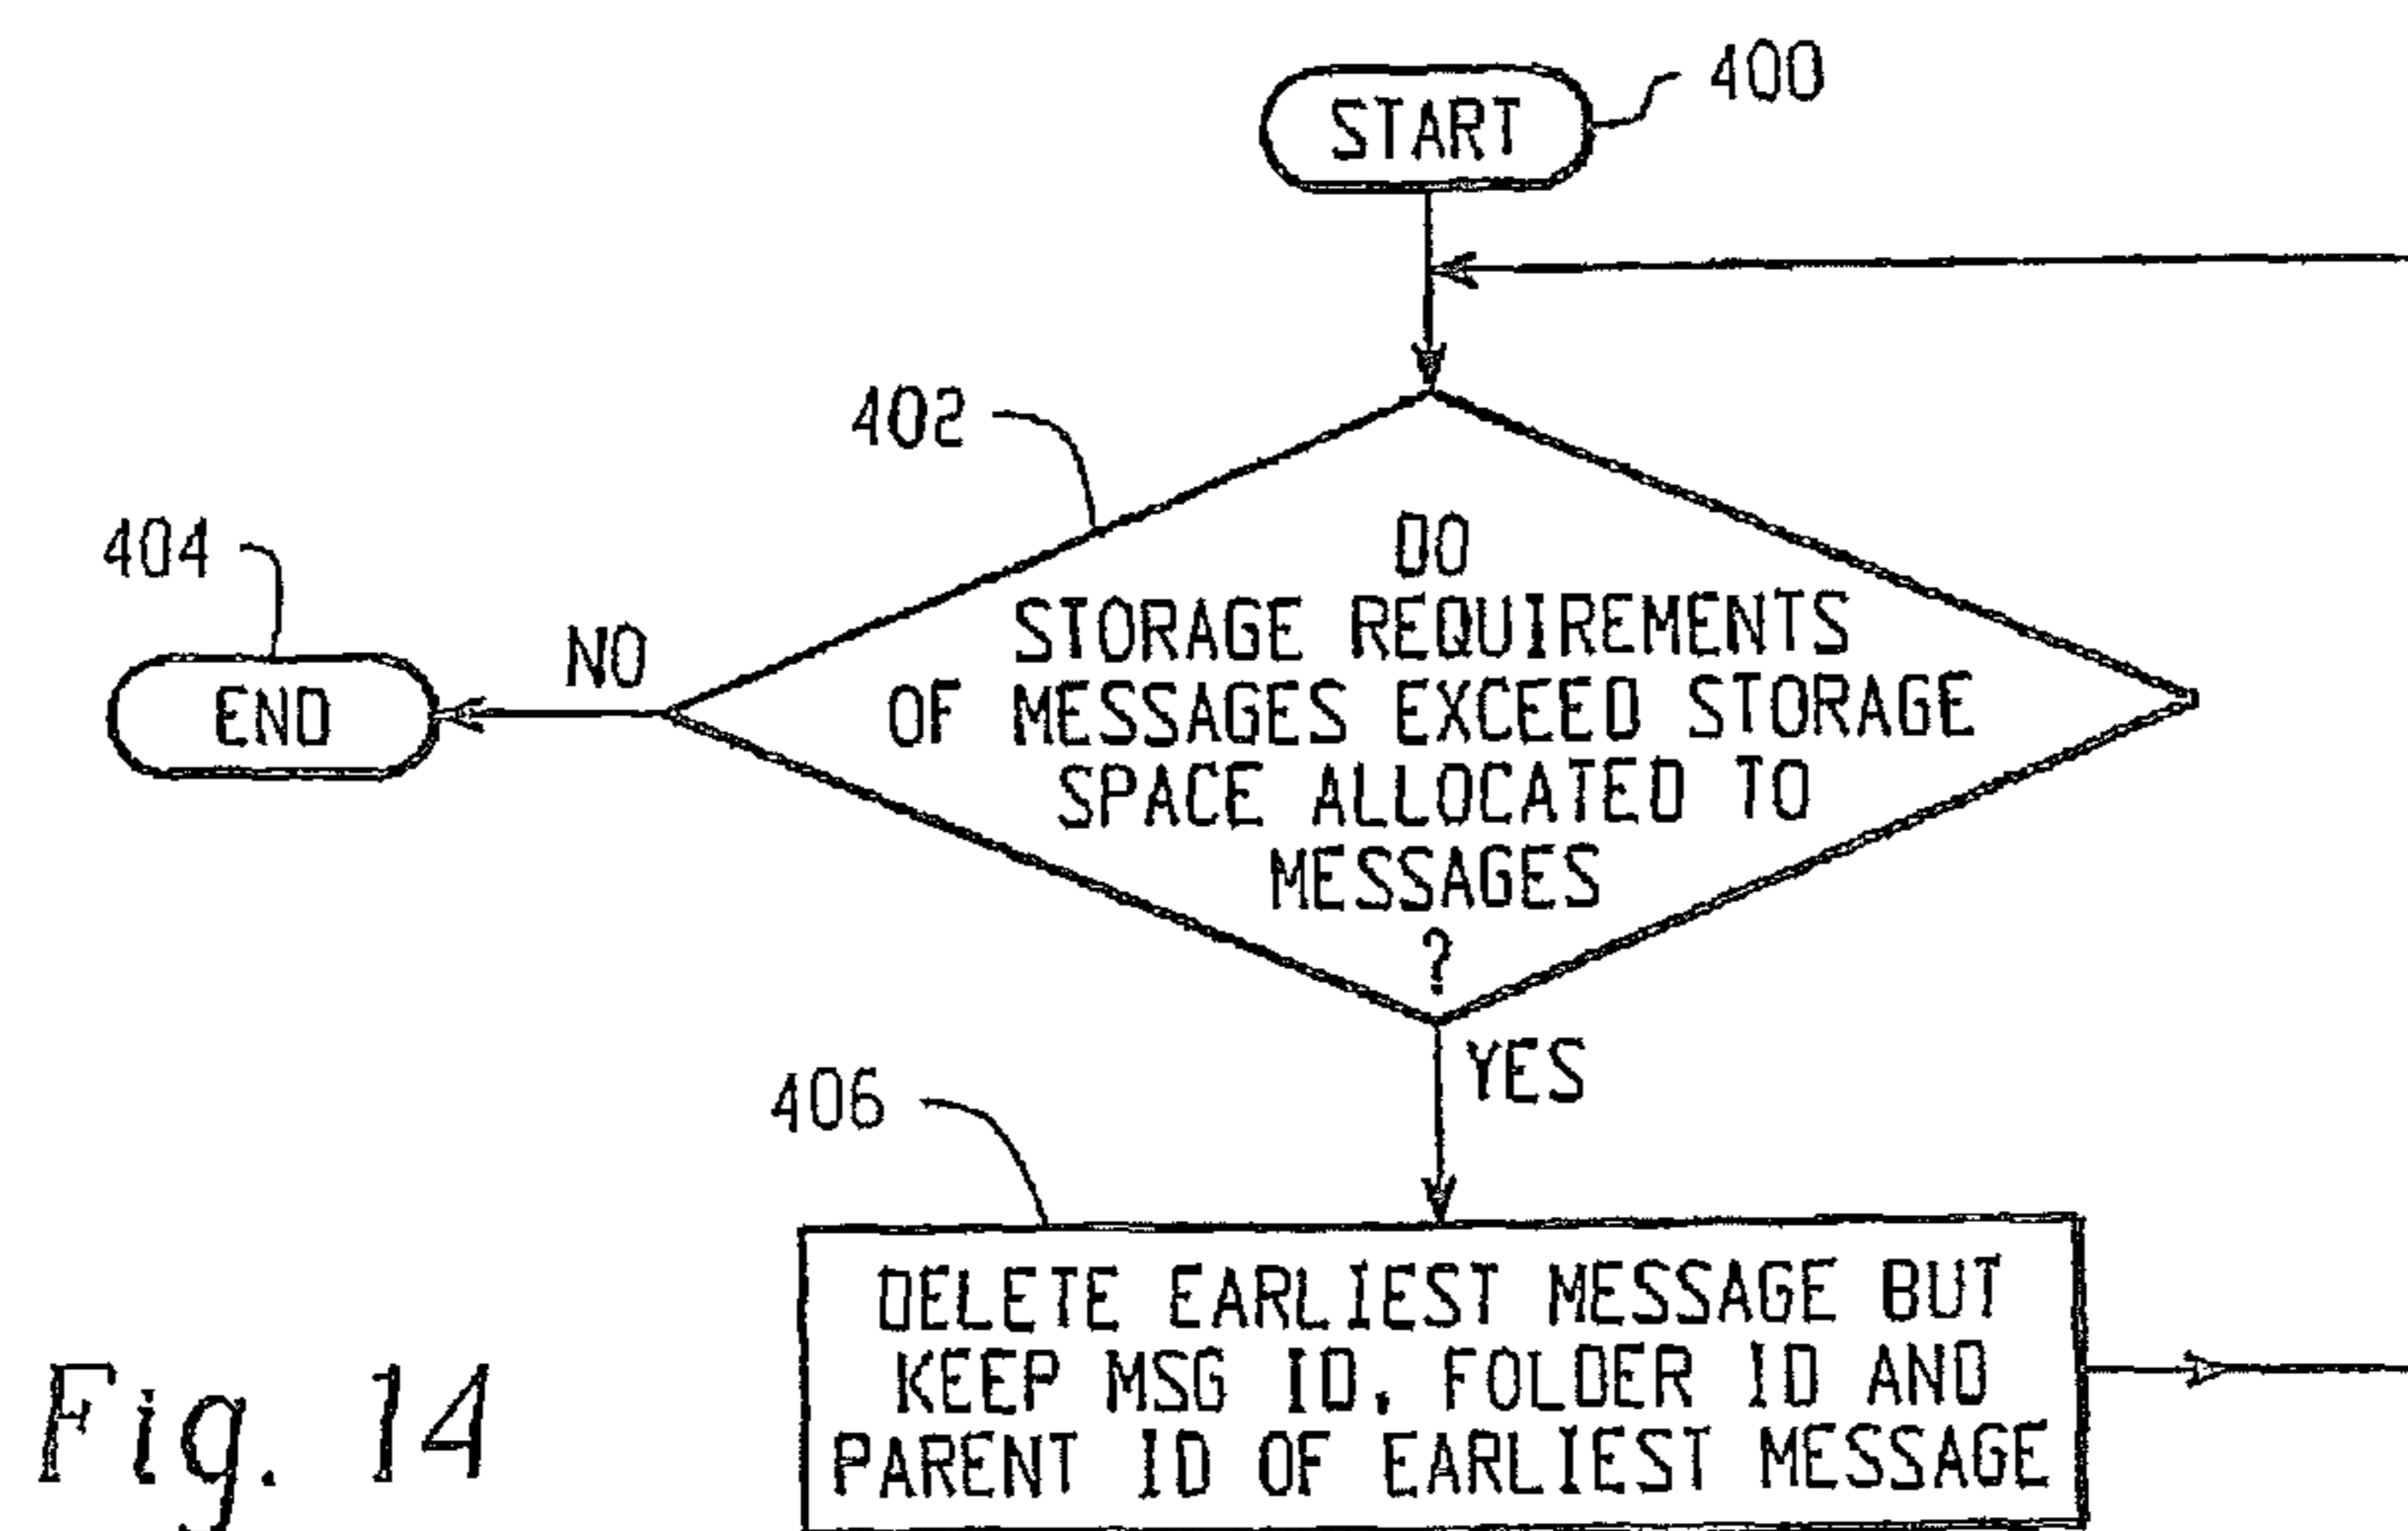 START
400
402
DO
STORAGE REQUIREMENTS
OF MESSAGES EXCEED STORAGE
SPACE ALLOCATED TO
MESSAGES
?
404
NO
END
YES
406
DELETE EARLIEST MESSAGE BUT
KEEP MSG ID, FOLDER ID AND
PARENT ID OF EARLIEST MESSAGE
Fig. 14